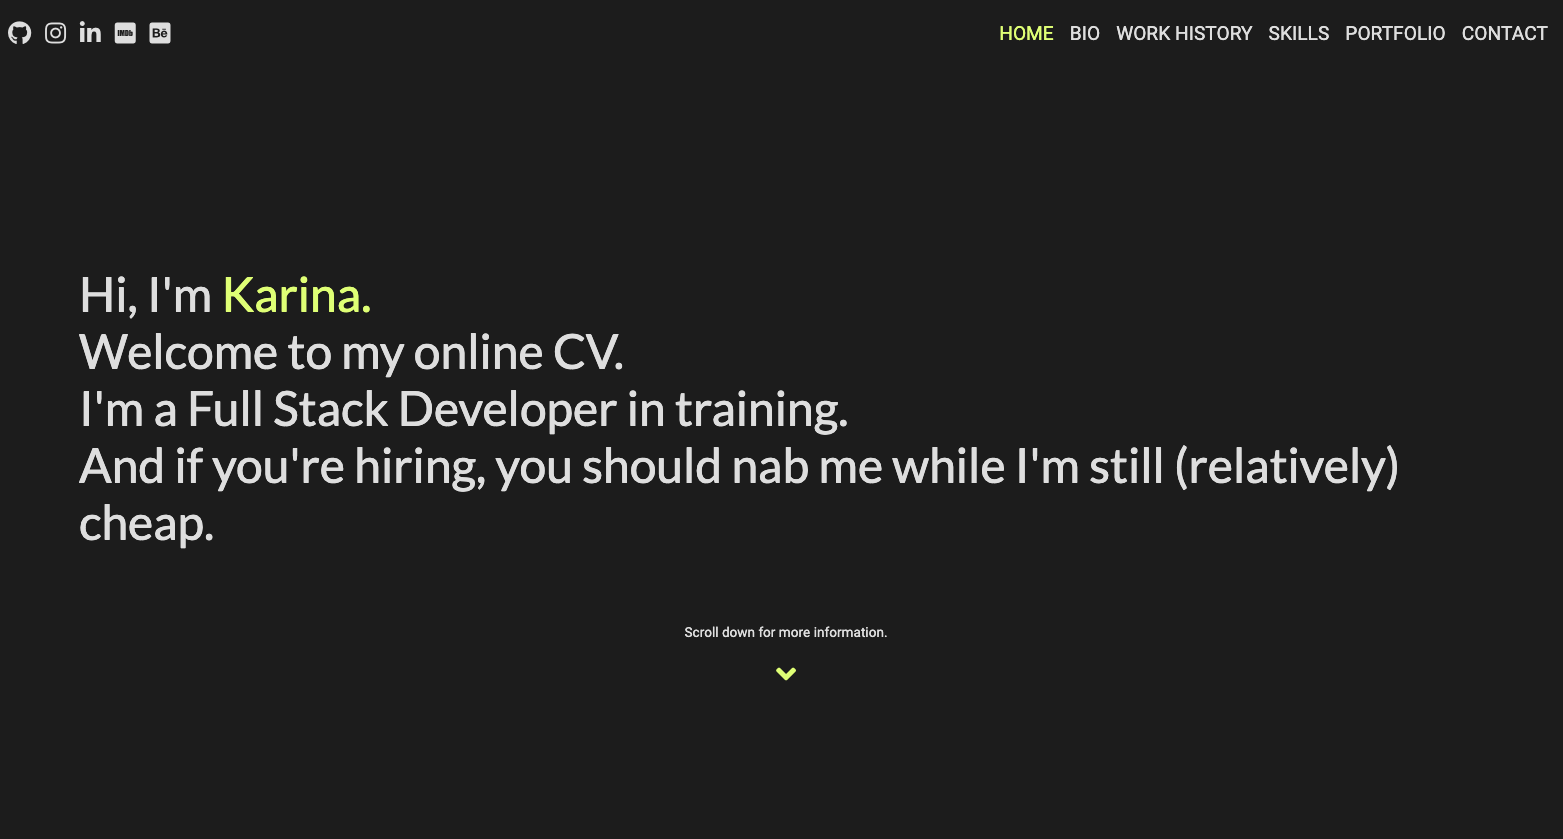 in IMDb Bē HOME BIO WORK HISTORY SKILLS PORTFOLIO CONTACT
Hi, I'm Karina.
Welcome to my online CV.
I'm a Full Stack Developer in training.
And if you're hiring, you should nab me while I'm still (relatively)
cheap.
Scroll down for more information.